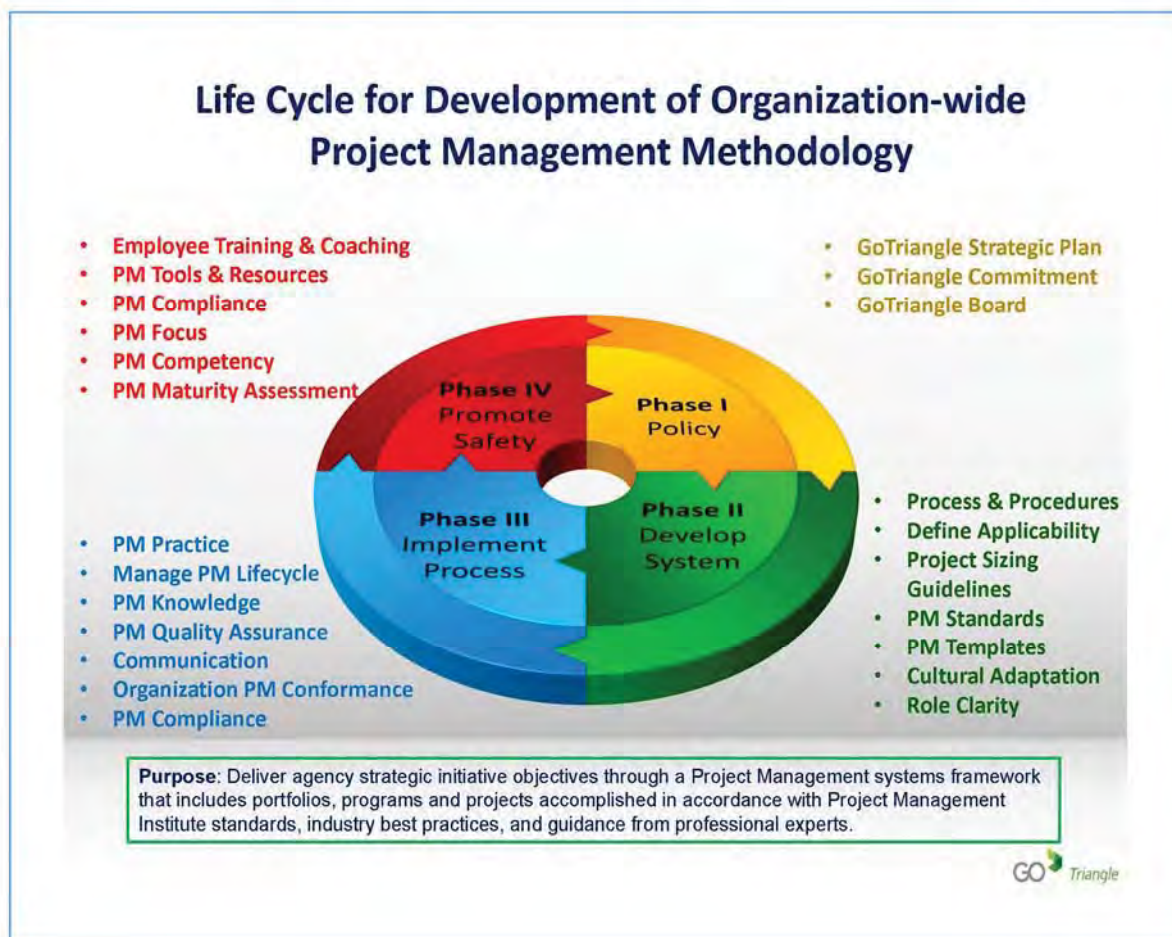 Life Cycle for Development of Organization-wide
Project Management Methodology
• Employee Training & Coaching
• PM Tools & Resources
• PM Compliance
• PM Focus
• PM Competency
• PM Maturity Assessment
• GoTriangle Strategic Plan
• GoTriangle Commitment
• GoTriangle Board
Phase IV
Promote
Safety
Phase I
Policy
Phase III
Implement
Process
Phase II
Develop
System
• PM Practice
• Manage PM Lifecycle
• PM Knowledge
• PM Quality Assurance
• Communication
• Organization PM Conformance
• PM Compliance
• Process & Procedures
• Define Applicability
• Project Sizing
Guidelines
• PM Standards
• PM Templates
• Cultural Adaptation
• Role Clarity
Purpose: Deliver agency strategic initiative objectives through a Project Management systems framework
that includes portfolios, programs and projects accomplished in accordance with Project Management
Institute standards, industry best practices, and guidance from professional experts.
GO Triangle